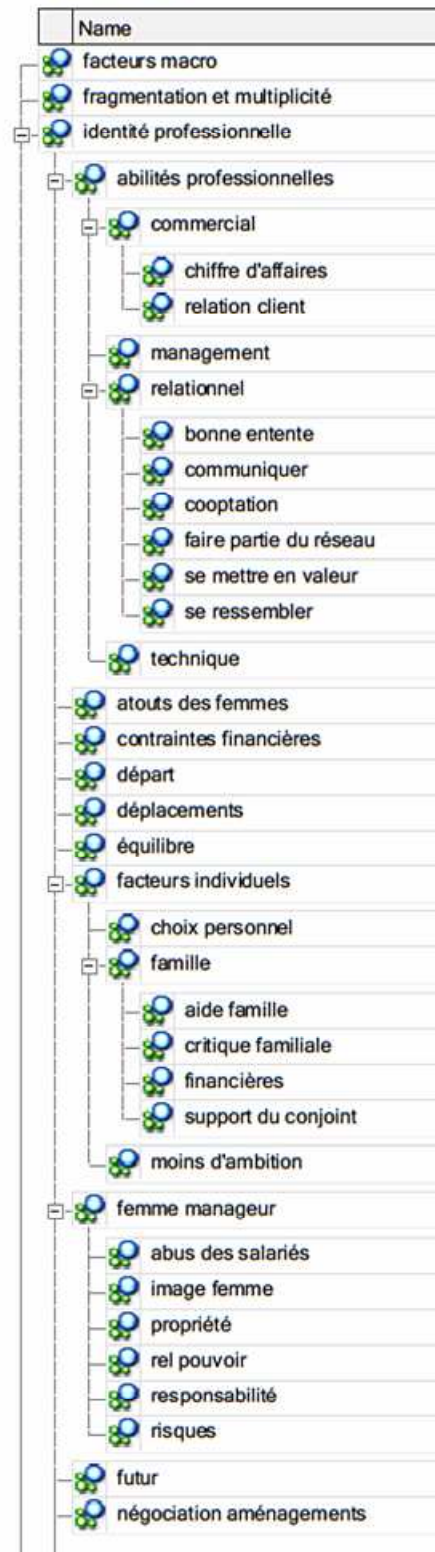 Name
facteurs macro
fragmentation et multiplicité
identité professionnelle
abilités professionnelles
commercial
chiffre d'affaires
relation client
management
relationnel
bonne entente
communiquer
cooptation
faire partie du réseau
se mettre en valeur
se ressembler
technique
atouts des femmes
contraintes financières
départ
déplacements
équilibre
facteurs individuels
choix personnel
famille
aide famille
critique familiale
financières
support du conjoint
moins d'ambition
femme manageur
abus des salariés
image femme
propriété
rel pouvoir
responsabilité
risques
futur
négociation aménagements